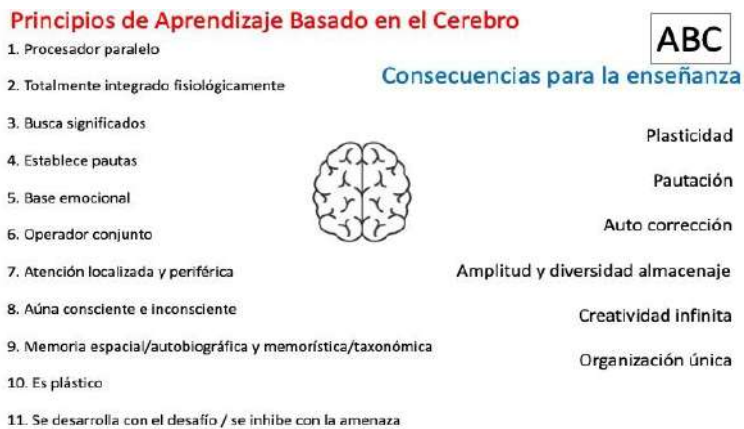 Principios de Aprendizaje Basado en el Cerebro
ABC
1. Procesador paralelo
2. Totalmente integrado fisiológicamente
3. Busca significados
4. Establece pautas
5. Base emocional
6. Operador conjunto
7. Atención localizada y periférica
8. Aúna consciente e inconsciente
9. Memoria espacial/autobiográfica y memorística/taxonómica
10. Es plástico
11. Se desarrolla con el desafío / se inhibe con la amenaza
Consecuencias para la enseñanza
Plasticidad
Pautación
Auto corrección
Amplitud y diversidad almacenaje
Creatividad infinita
Organización única